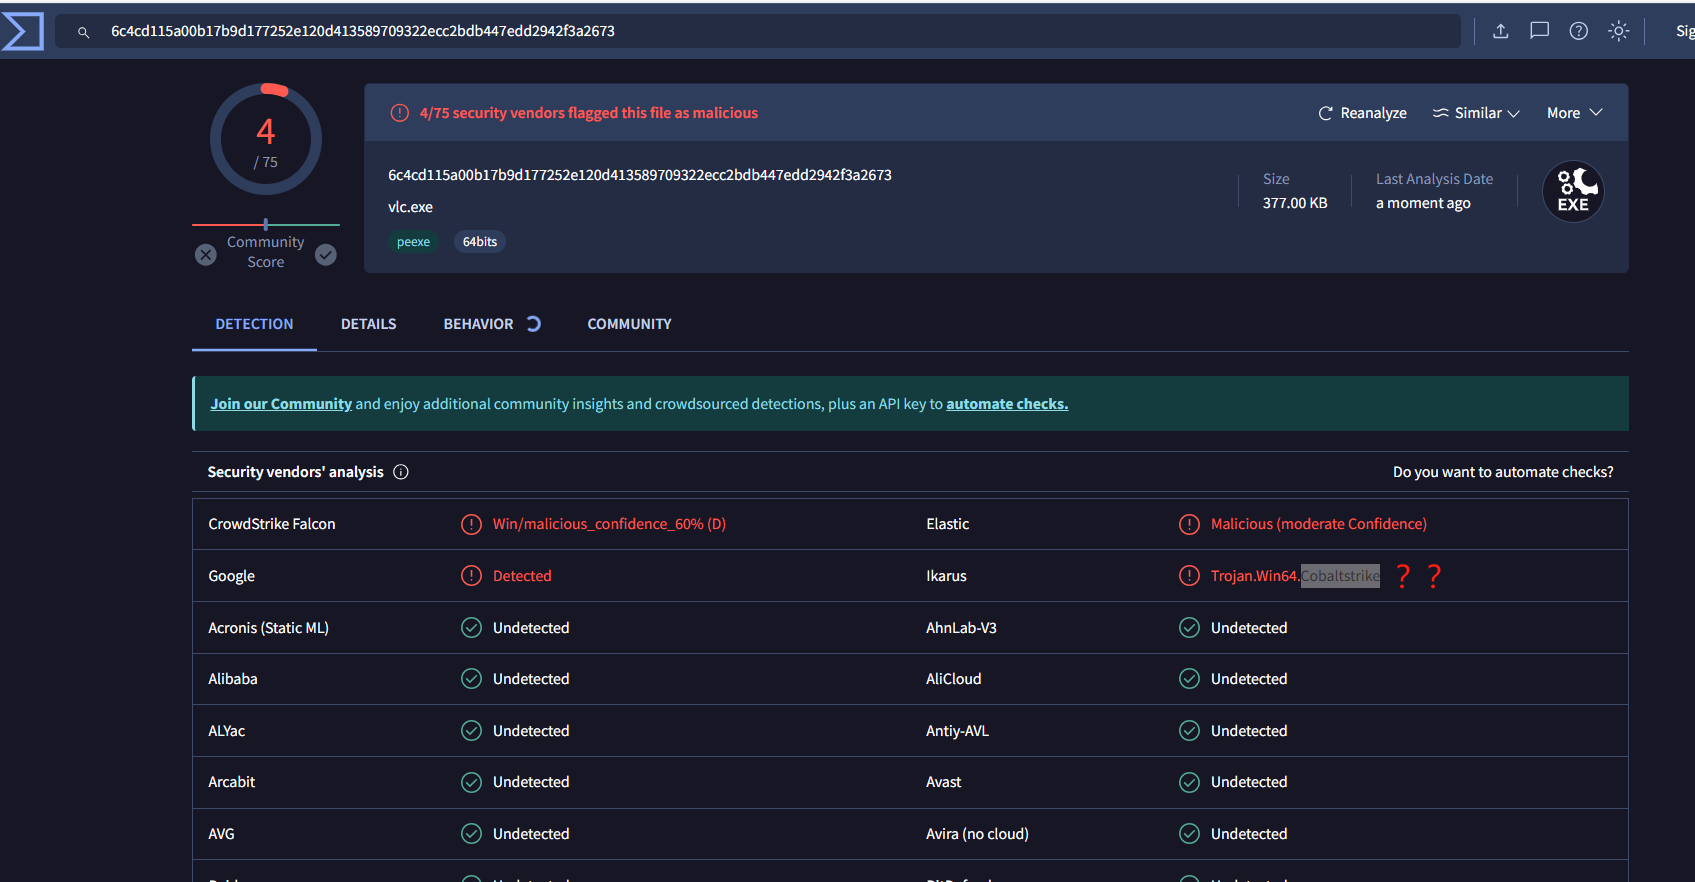 6c4cd115a00b17b9d177252e120d413589709322ecc2bdb447edd2942f3a2673
4
/ 75
Community
Score
4/75 security vendors flagged this file as malicious
Reanalyze
Similar
More
6c4cd115a00b17b9d177252e120d413589709322ecc2bdb447edd2942f3a2673
vlc.exe
peexe
64bits
Size
377.00 KB
Last Analysis Date
a moment ago
EXE
DETECTION
DETAILS
BEHAVIOR
COMMUNITY
Join our Community and enjoy additional community insights and crowdsourced detections, plus an API key to automate checks.
Security vendors' analysis
Do you want to automate checks?
CrowdStrike Falcon
Win/malicious_confidence_60% (D)
Elastic
Malicious (moderate Confidence)
Google
Detected
Ikarus
Trojan.Win64.Cobaltstrike ? ?
Acronis (Static ML)
Undetected
AhnLab-V3
Undetected
Alibaba
Undetected
AliCloud
Undetected
ALYac
Undetected
Antiy-AVL
Undetected
Arcabit
Undetected
Avast
Undetected
AVG
Undetected
Avira (no cloud)
Undetected